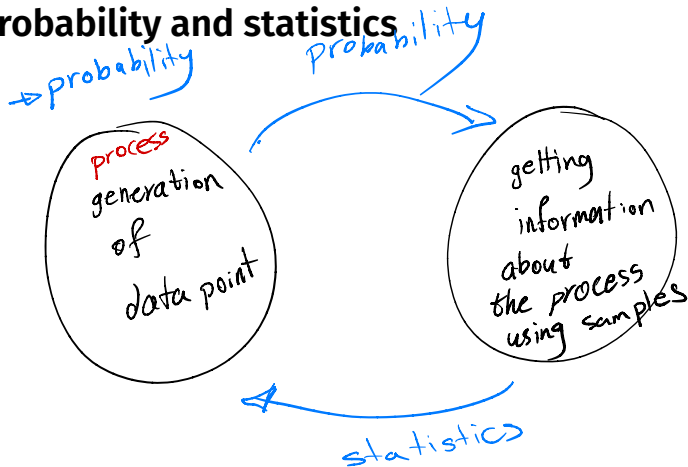 robability and statistics
probability
probability
process
generation
of
data point
getting
information
about
the process
using samples
statistics